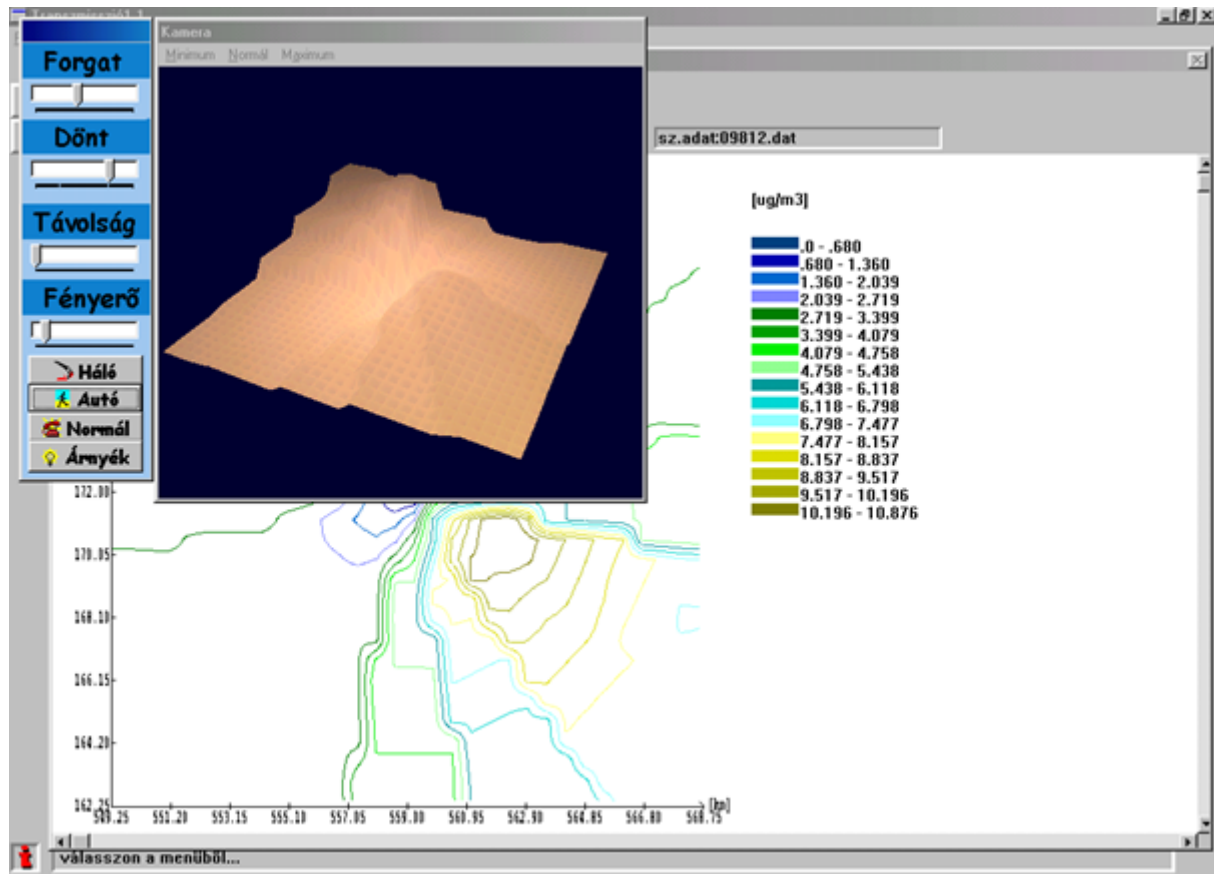 Transzmisszió1.1
Kamera
Minimum Normál Maximum
Forgat
Dőnt
Távolság
Fényerő
Háló
Autó
Normál
Árnyék
sz.adat:09812.dat
[ug/m3]
.0 - .680
.680 - 1.360
1.360 - 2.039
2.039 - 2.719
2.719 - 3.399
3.399 - 4.079
4.079 - 4.758
4.758 - 5.438
5.438 - 6.118
6.118 - 6.798
6.798 - 7.477
7.477 - 8.157
8.157 - 8.837
8.837 - 9.517
9.517 - 10.196
10.196 - 10.876
172.00
170.05
168.10
166.15
164.20
162.25
549.25 551.20 553.15 555.10 557.05 559.00 560.95 562.90 564.85 566.80 568.75
válasszon a menüből...